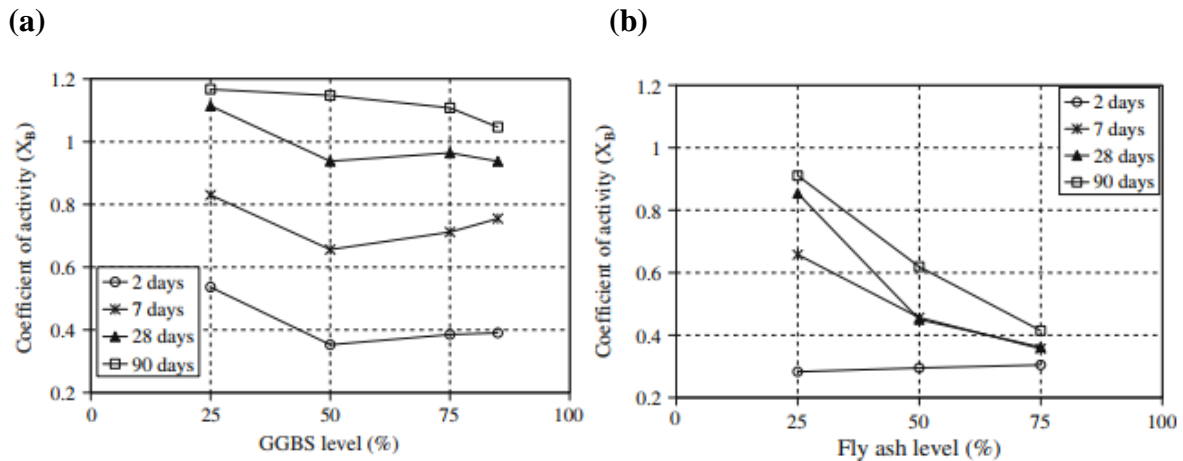 (a)
Coefficient of activity (X_B)
1.2
1
0.8
0.6
0.4
0.2
2 days
7 days
28 days
90 days
0 25 50 75 100
GGBS level (%)
(b)
Coefficient of activity (X_B)
1.2
1
0.8
0.6
0.4
0.2
2 days
7 days
28 days
90 days
0 25 50 75 100
Fly ash level (%)